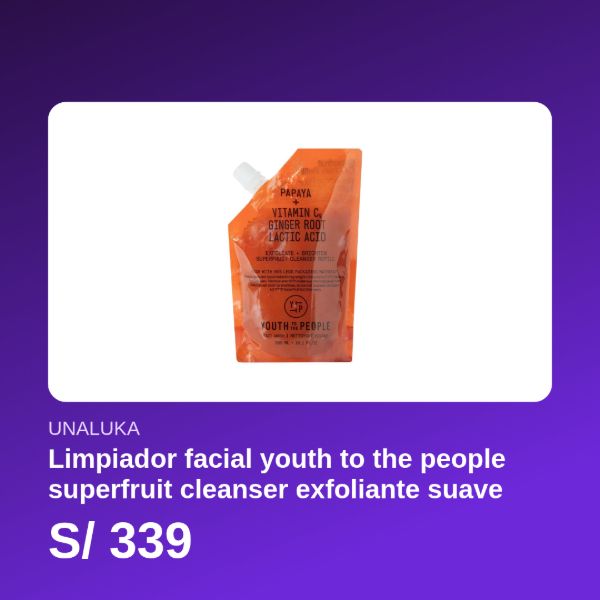 PAPAYA
+
VITAMIN C,
GINGER ROOT
LACTIC ACID
EXFOLIATE + BRIGHTEN
SUPERFRUIT CLEANSER REFILL
YOUTH TO THE PEOPLE
UNALUKA
Limpiador facial youth to the people
superfruit cleanser exfoliante suave
S/ 339